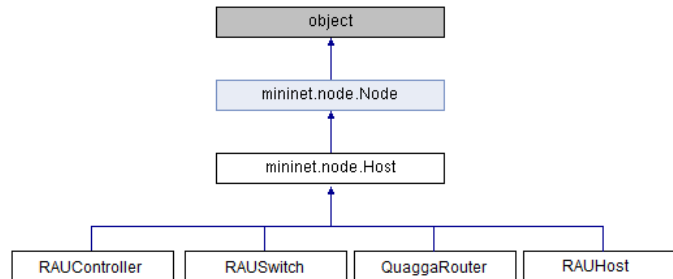 object
mininet.node.Node
mininet.node.Host
RAUController
RAUSwitch
QuaggaRouter
RAUHost